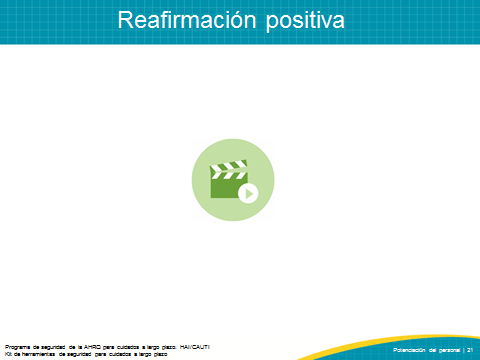 Reafirmación positiva
Programa de seguridad de la AHRQ para cuidados a largo plazo: HAI/CAUTI
Kit de herramientas de seguridad para cuidados a largo plazo
Potenciación del personal | 21